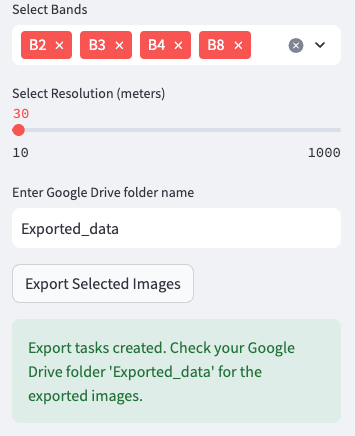 Select Bands
B2 × B3 × B4 × B8 ×
Select Resolution (meters)
30
10 1000
Enter Google Drive folder name
Exported_data
Export Selected Images
Export tasks created. Check your Google
Drive folder 'Exported_data' for the
exported images.